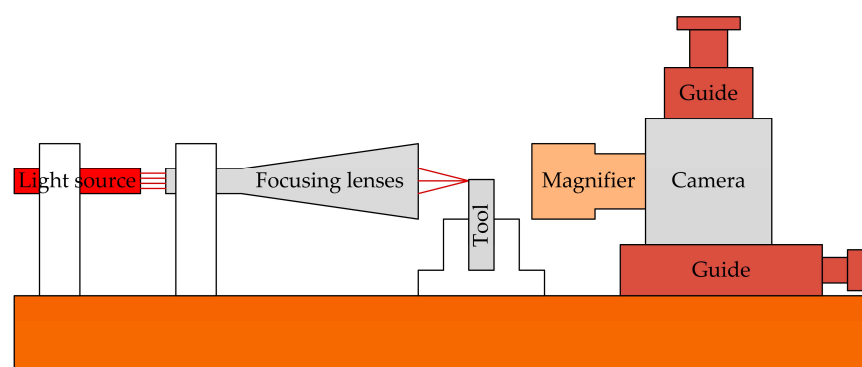 Guide
Light source
Focusing lenses
Magnifier
Camera
Tool
Guide